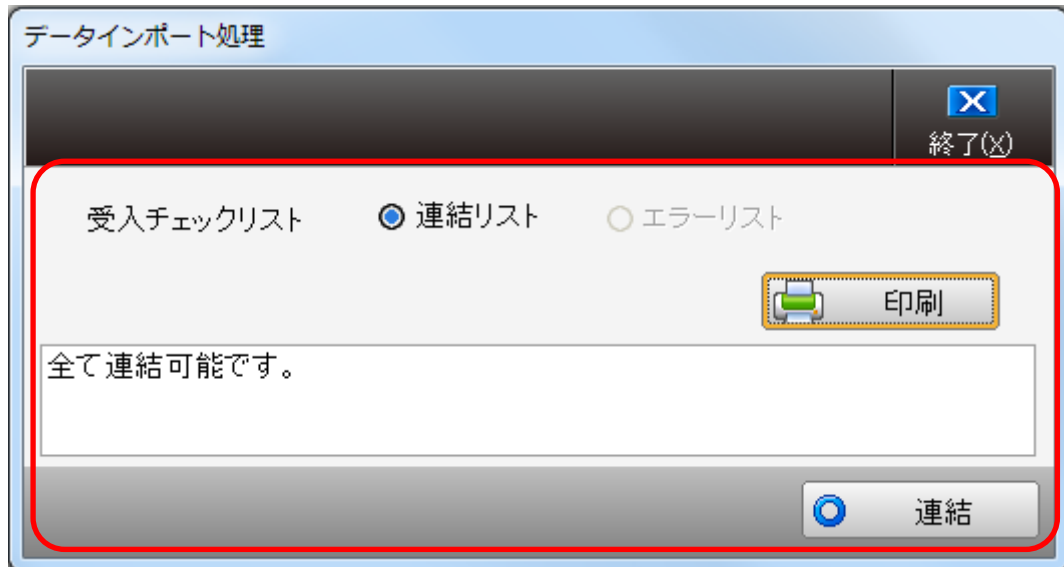 データインポート処理
終了(X)
受入チェックリスト 連結リスト エラーリスト
印刷
全て連結可能です。
連結